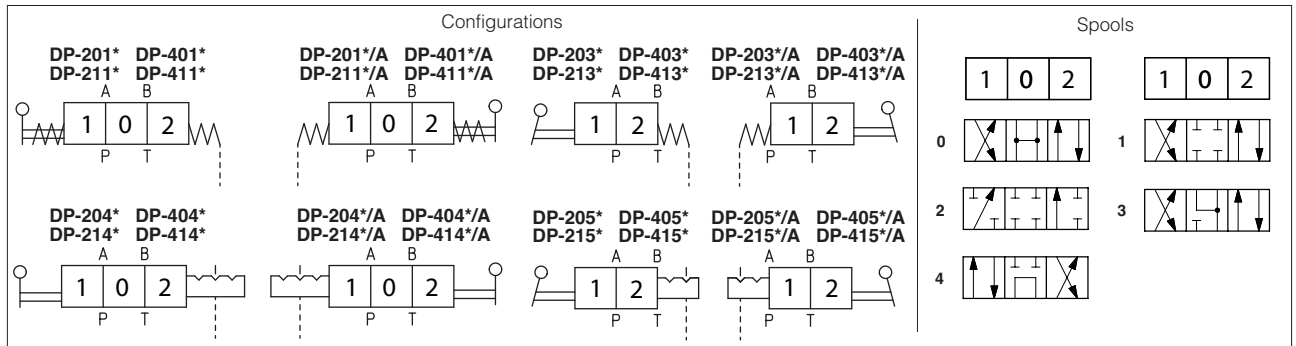 Configurations
Spools
DP-201* DP-401*
DP-211* DP-411*
A B
1 0 2
P T
DP-201*/A DP-401*/A
DP-211*/A DP-411*/A
A B
1 0 2
P T
DP-203* DP-403*
DP-213* DP-413*
A B
1 2
P T
DP-203*/A DP-403*/A
DP-213*/A DP-413*/A
A B
1 2
P T
DP-204* DP-404*
DP-214* DP-414*
A B
1 0 2
P T
DP-204*/A DP-404*/A
DP-214*/A DP-414*/A
A B
1 0 2
P T
DP-205* DP-405*
DP-215* DP-415*
A B
1 2
P T
DP-205*/A DP-405*/A
DP-215*/A DP-415*/A
A B
1 2
P T
1 0 2
1 0 2
0
1
2
3
4